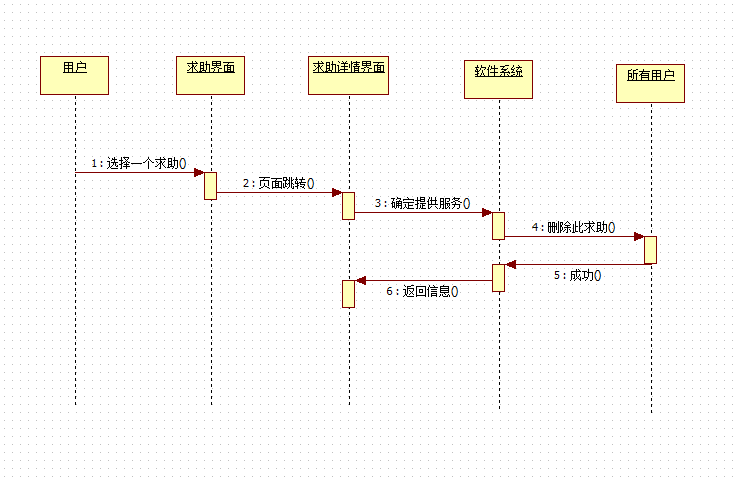 用户
求助界面
求助详情界面
软件系统
所有用户
1 : 选择一个求助()
2 : 页面跳转()
3 : 确定提供服务()
4 : 删除此求助()
5 : 成功()
6 : 返回信息()